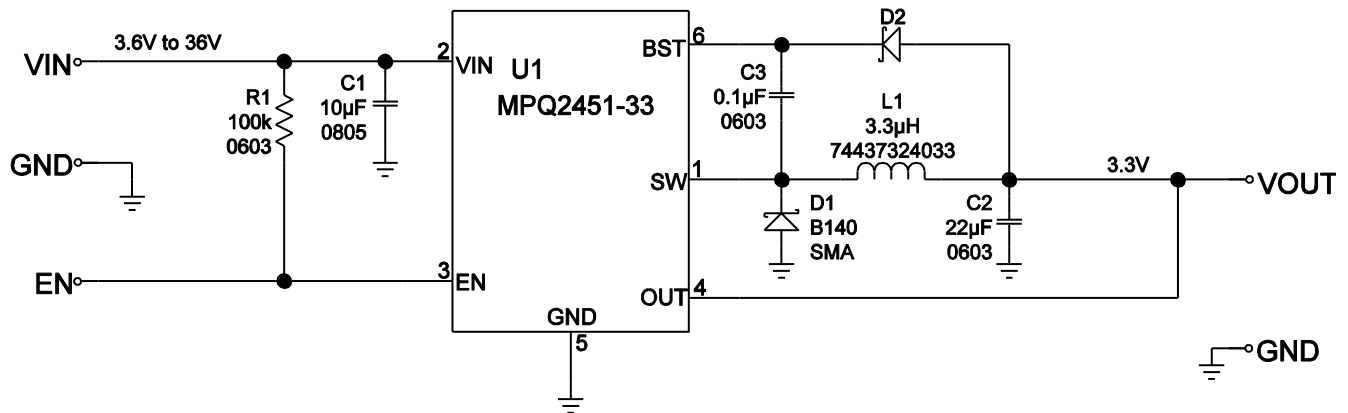 VIN
3.6V to 36V
R1
100k
0603
C1
10µF
0805
GND
EN
2
VIN
U1
MPQ2451-33
3
EN
GND
5
BST
6
SW
1
OUT
4
C3
0.1µF
0603
D2
L1
3.3µH
74437324033
D1
B140
SMA
C2
22µF
0603
3.3V
VOUT
GND